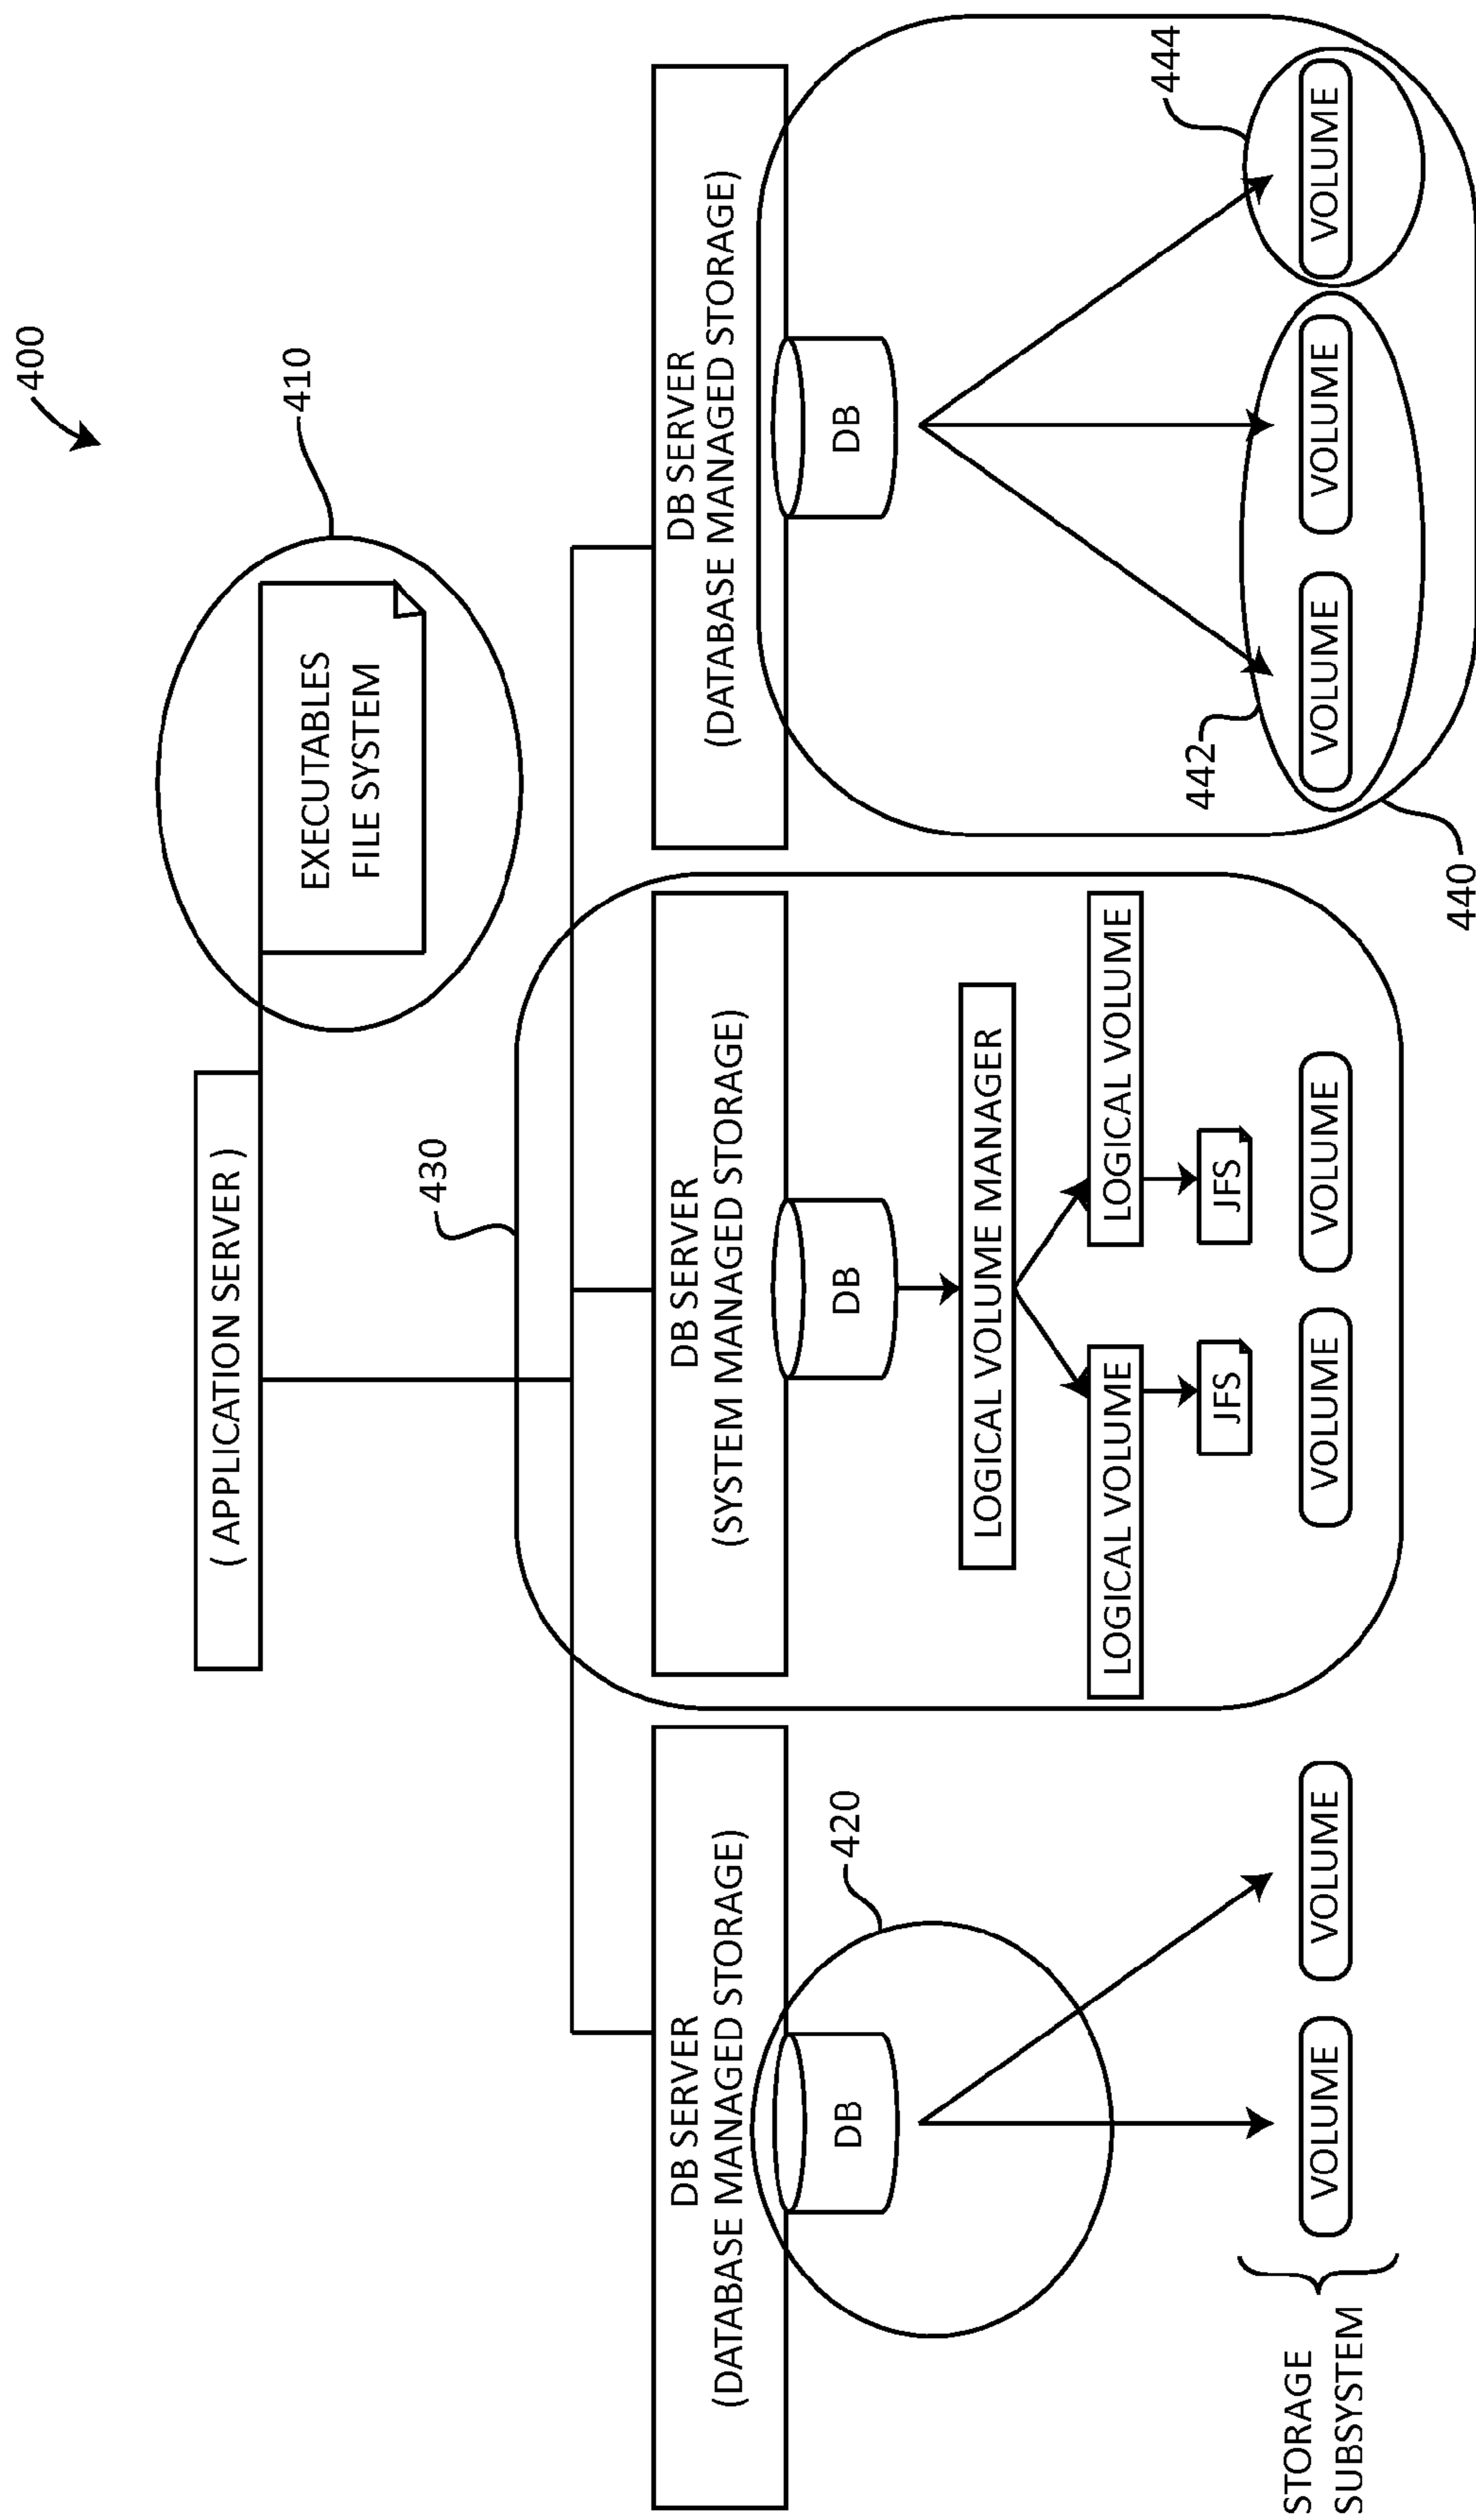 400
( APPLICATION SERVER )
EXECUTABLES
FILE SYSTEM
410
430
DB SERVER
(DATABASE MANAGED STORAGE)
DB
420
VOLUME
VOLUME
STORAGE
SUBSYSTEM
DB SERVER
(SYSTEM MANAGED STORAGE)
DB
LOGICAL VOLUME MANAGER
LOGICAL VOLUME
LOGICAL VOLUME
JFS
JFS
VOLUME
VOLUME
DB SERVER
(DATABASE MANAGED STORAGE)
DB
442
444
VOLUME
VOLUME
VOLUME
440